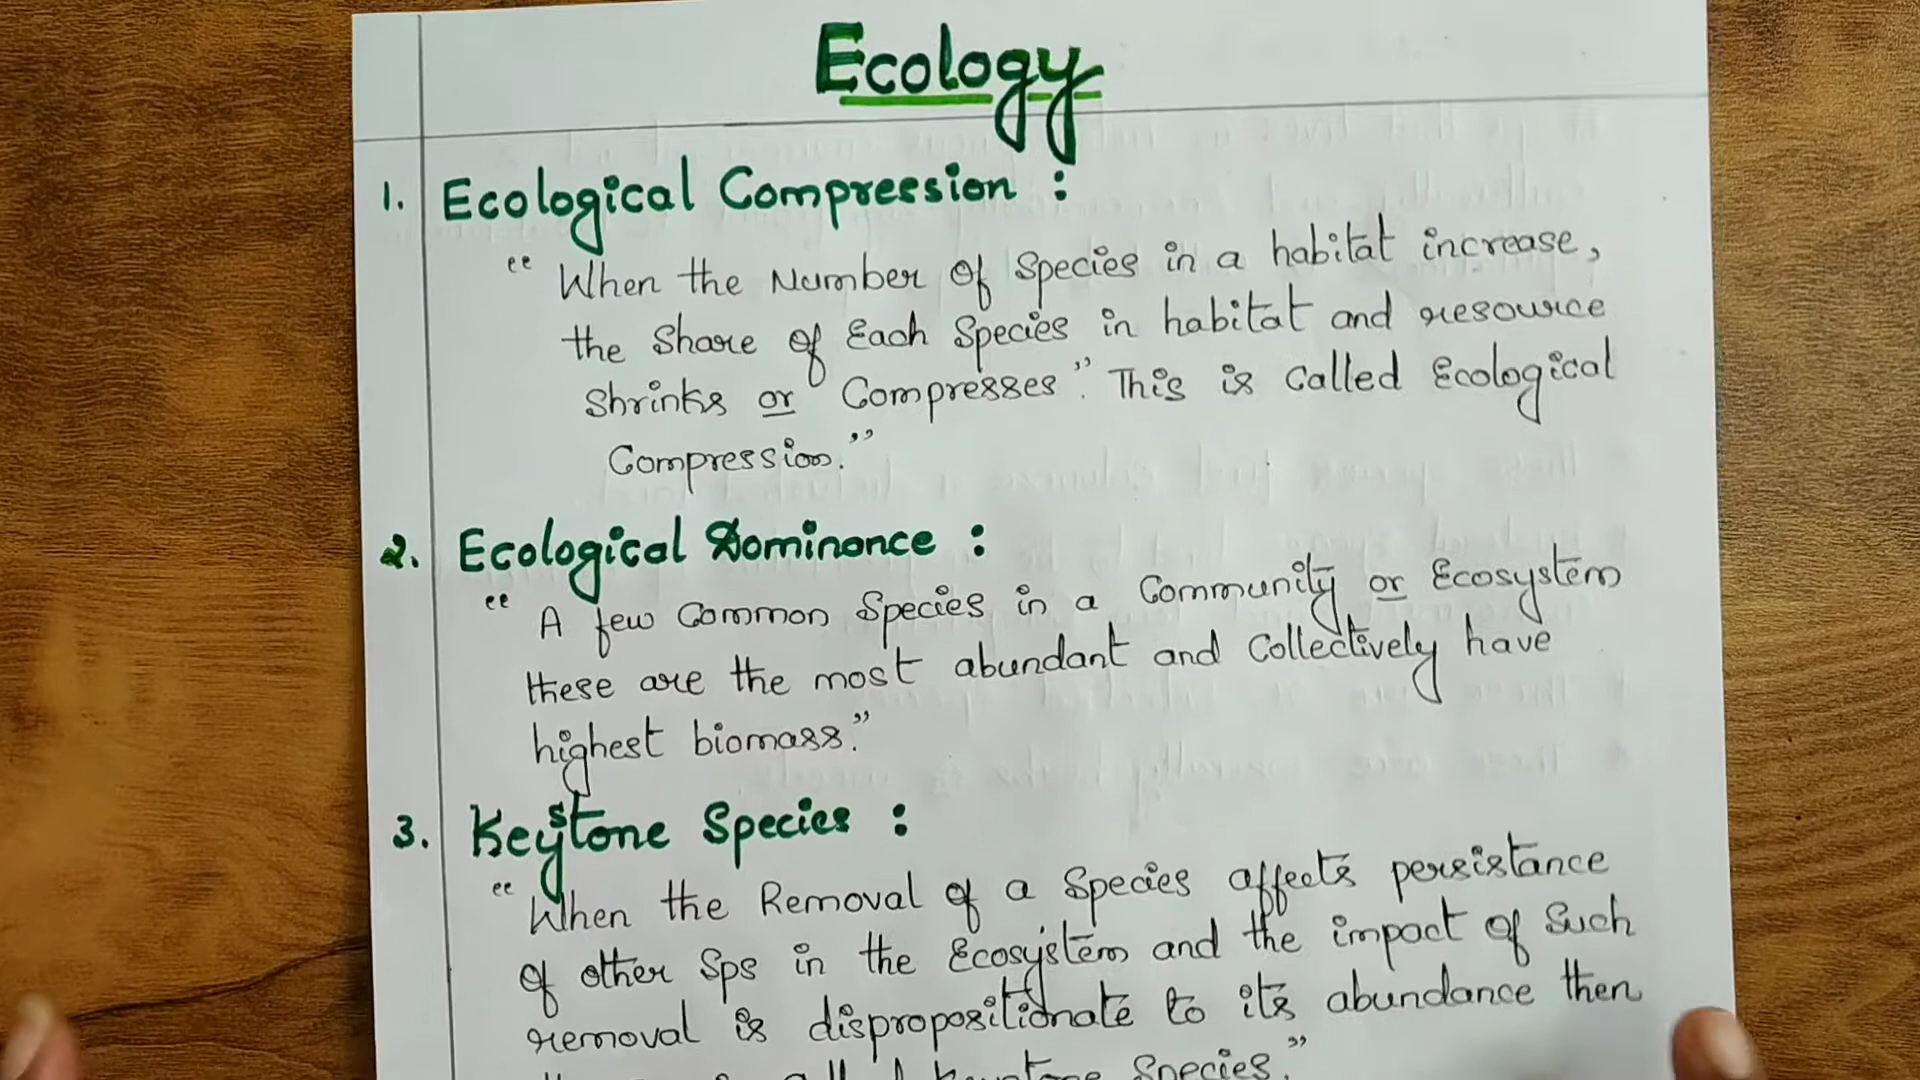 Ecology
1. Ecological Compression :
"When the Number of Species in a habitat increase,
the Share of Each Species in habitat and resource
Shrinks or Compresses". This is Called Ecological
Compression."
2. Ecological Dominance :
"A few Common Species in a Community or Ecosystem
these are the most abundant and Collectively have
highest biomass."
3. Keystone Species :
"When the Removal of a Species affects persistance
of other Sps in the Ecosystem and the impact of Such
removal is dispropositionate to its abundance then
Species."